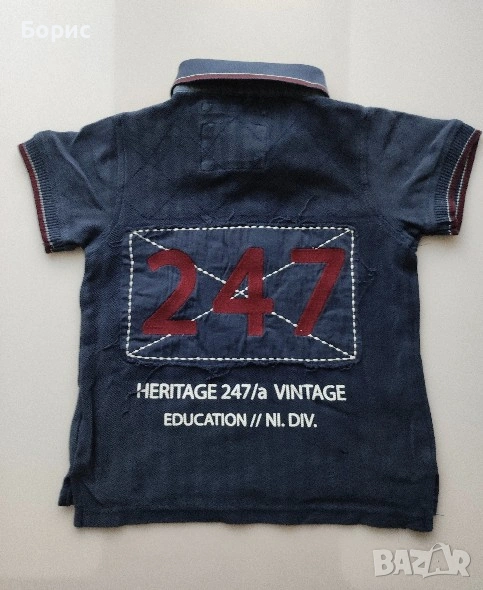 Борис
247
HERITAGE 247/a VINTAGE
EDUCATION // NI. DIV.
BAZAR